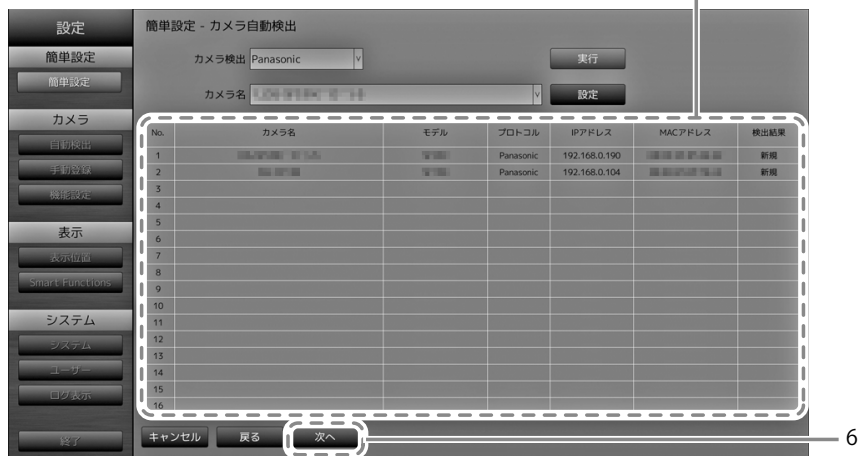 設定
簡単設定 - カメラ自動検出
簡単設定
簡単設定
カメラ検出 Panasonic 実行
カメラ名 設定
カメラ
自動検出
手動登録
機能設定
表示
表示位置
Smart Functions
システム
システム
ユーザー
ログ表示
終了
No. カメラ名 モデル プロトコル IPアドレス MACアドレス 検出結果
1 Panasonic 192.168.0.190 新規
2 Panasonic 192.168.0.104 新規
3
4
5
6
7
8
9
10
11
12
13
14
15
16
キャンセル 戻る 次へ
6